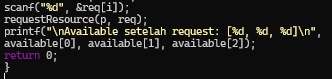 scanf("%d", &req[i]);
requestResource(p, req);
printf("\nAvailable setelah request: [%d, %d, %d]\n",
available[0], available[1], available[2]);
return 0;
}